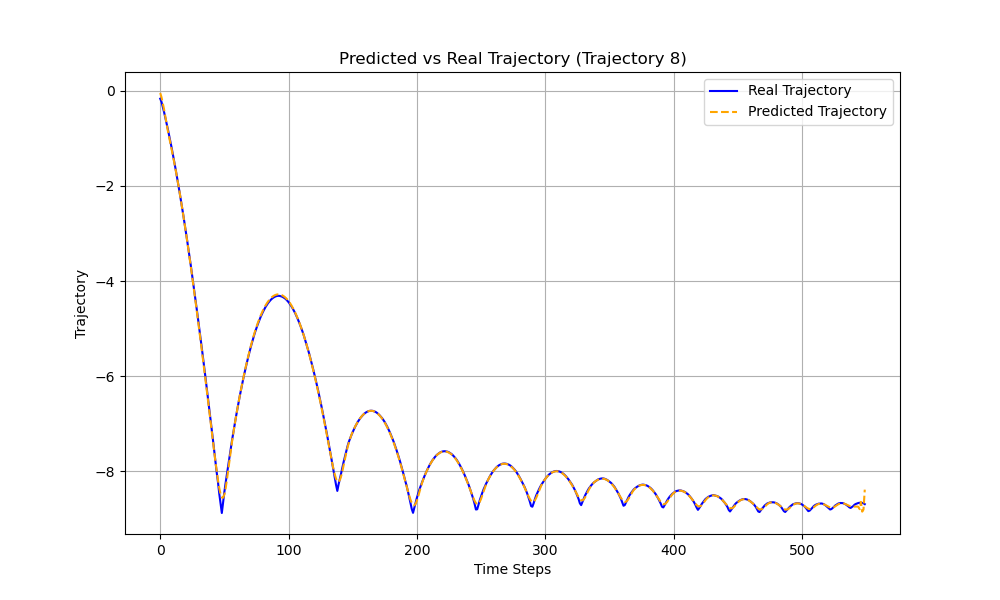 Predicted vs Real Trajectory (Trajectory 8)
Real Trajectory
Predicted Trajectory
0
−2
−4
−6
−8
Trajectory
0 100 200 300 400 500
Time Steps